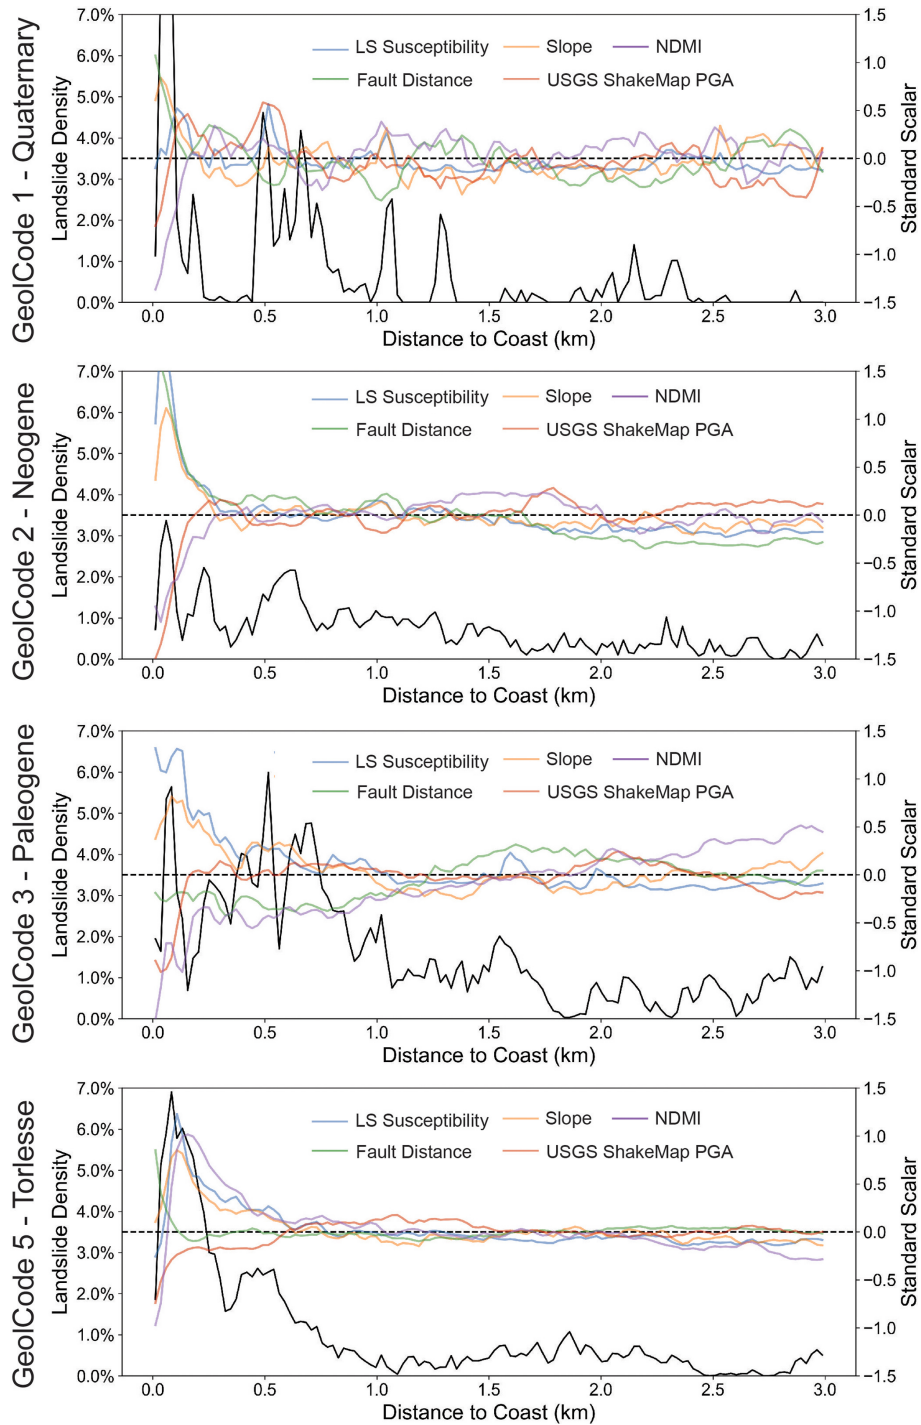 GeolCode 1 - Quaternary
Landslide Density
7.0%
6.0%
5.0%
4.0%
3.0%
2.0%
1.0%
0.0%
LS Susceptibility Slope NDMI
Fault Distance USGS ShakeMap PGA
1.5
1.0
0.5
0.0
−0.5
−1.0
−1.5
Standard Scalar
0.0 0.5 1.0 1.5 2.0 2.5 3.0
Distance to Coast (km)
GeolCode 2 - Neogene
Landslide Density
7.0%
6.0%
5.0%
4.0%
3.0%
2.0%
1.0%
0.0%
LS Susceptibility Slope NDMI
Fault Distance USGS ShakeMap PGA
1.5
1.0
0.5
0.0
−0.5
−1.0
−1.5
Standard Scalar
0.0 0.5 1.0 1.5 2.0 2.5 3.0
Distance to Coast (km)
GeolCode 3 - Paleogene
Landslide Density
7.0%
6.0%
5.0%
4.0%
3.0%
2.0%
1.0%
0.0%
LS Susceptibility Slope NDMI
Fault Distance USGS ShakeMap PGA
1.5
1.0
0.5
0.0
−0.5
−1.0
−1.5
Standard Scalar
0.0 0.5 1.0 1.5 2.0 2.5 3.0
Distance to Coast (km)
GeolCode 5 - Torlesse
Landslide Density
7.0%
6.0%
5.0%
4.0%
3.0%
2.0%
1.0%
0.0%
LS Susceptibility Slope NDMI
Fault Distance USGS ShakeMap PGA
1.5
1.0
0.5
0.0
−0.5
−1.0
−1.5
Standard Scalar
0.0 0.5 1.0 1.5 2.0 2.5 3.0
Distance to Coast (km)